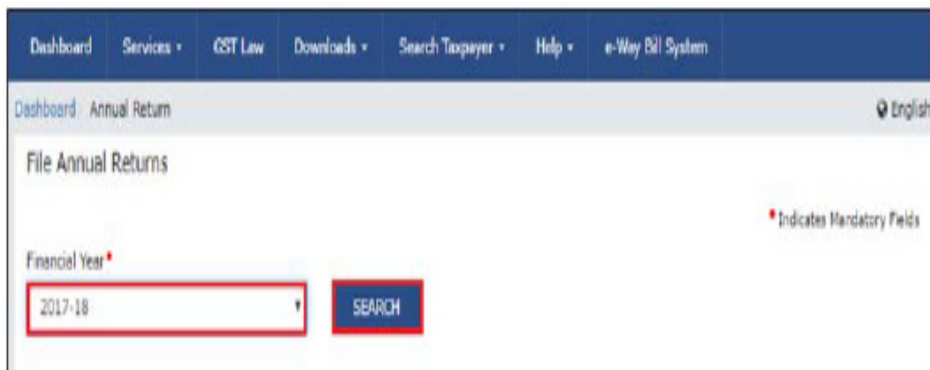 Dashboard Services GST Law Downloads Search Taxpayer Help e-Way Bill System
Dashboard Annual Return English
File Annual Returns
• Indicates Mandatory Fields
Financial Year •
2017-18 SEARCH